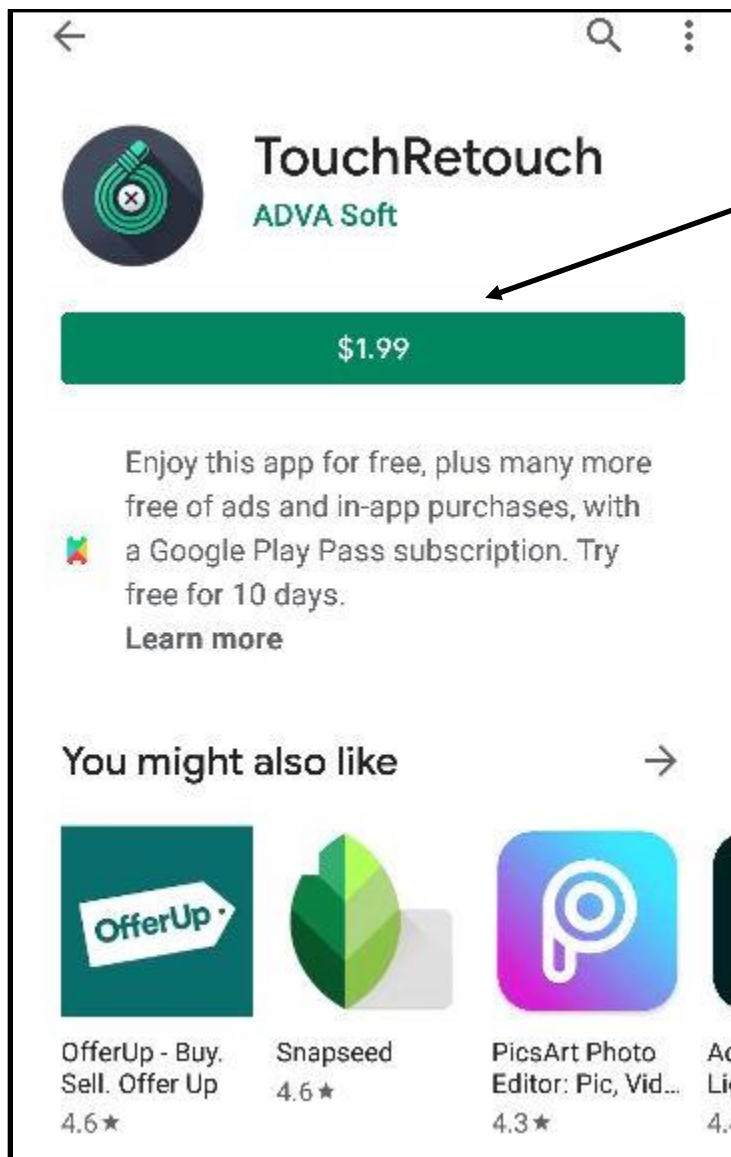 TouchRetouch
ADVA Soft
$1.99
Enjoy this app for free, plus many more
free of ads and in-app purchases, with
a Google Play Pass subscription. Try
free for 10 days.
Learn more
You might also like
OfferUp
OfferUp - Buy.
Sell. Offer Up
4.6★
Snapseed
4.6★
PicsArt Photo
Editor: Pic, Vid...
4.3★